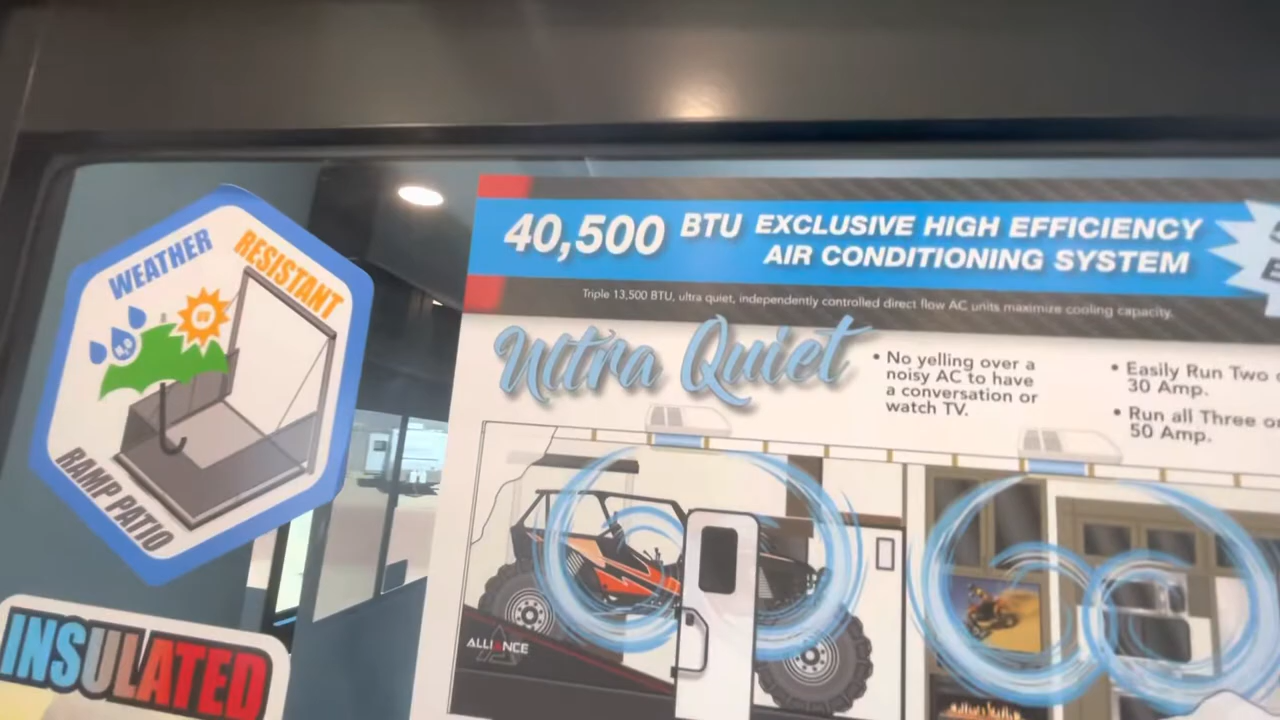 WEATHER
RESISTANT
UV
H₂O
RAMP PATIO
INSULATED
40,500 BTU EXCLUSIVE HIGH EFFICIENCY
AIR CONDITIONING SYSTEM
Triple 13,500 BTU, ultra quiet, independently controlled direct flow AC units maximize cooling capacity.
Ultra Quiet
• No yelling over a
noisy AC to have
a conversation or
watch TV.
• Easily Run Two
30 Amp.
• Run all Three
50 Amp.
ALLIANCE